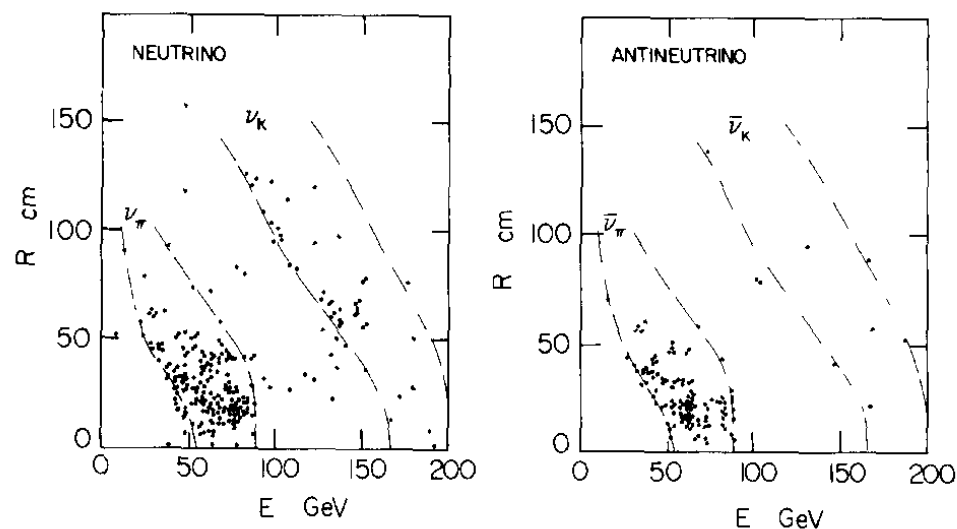 NEUTRINO
ν_K
ν_π
150
100
50
0
R cm
0 50 100 150 200
E GeV
ANTINEUTRINO
ν̄_K
ν̄_π
150
100
50
0
R cm
0 50 100 150 200
E GeV